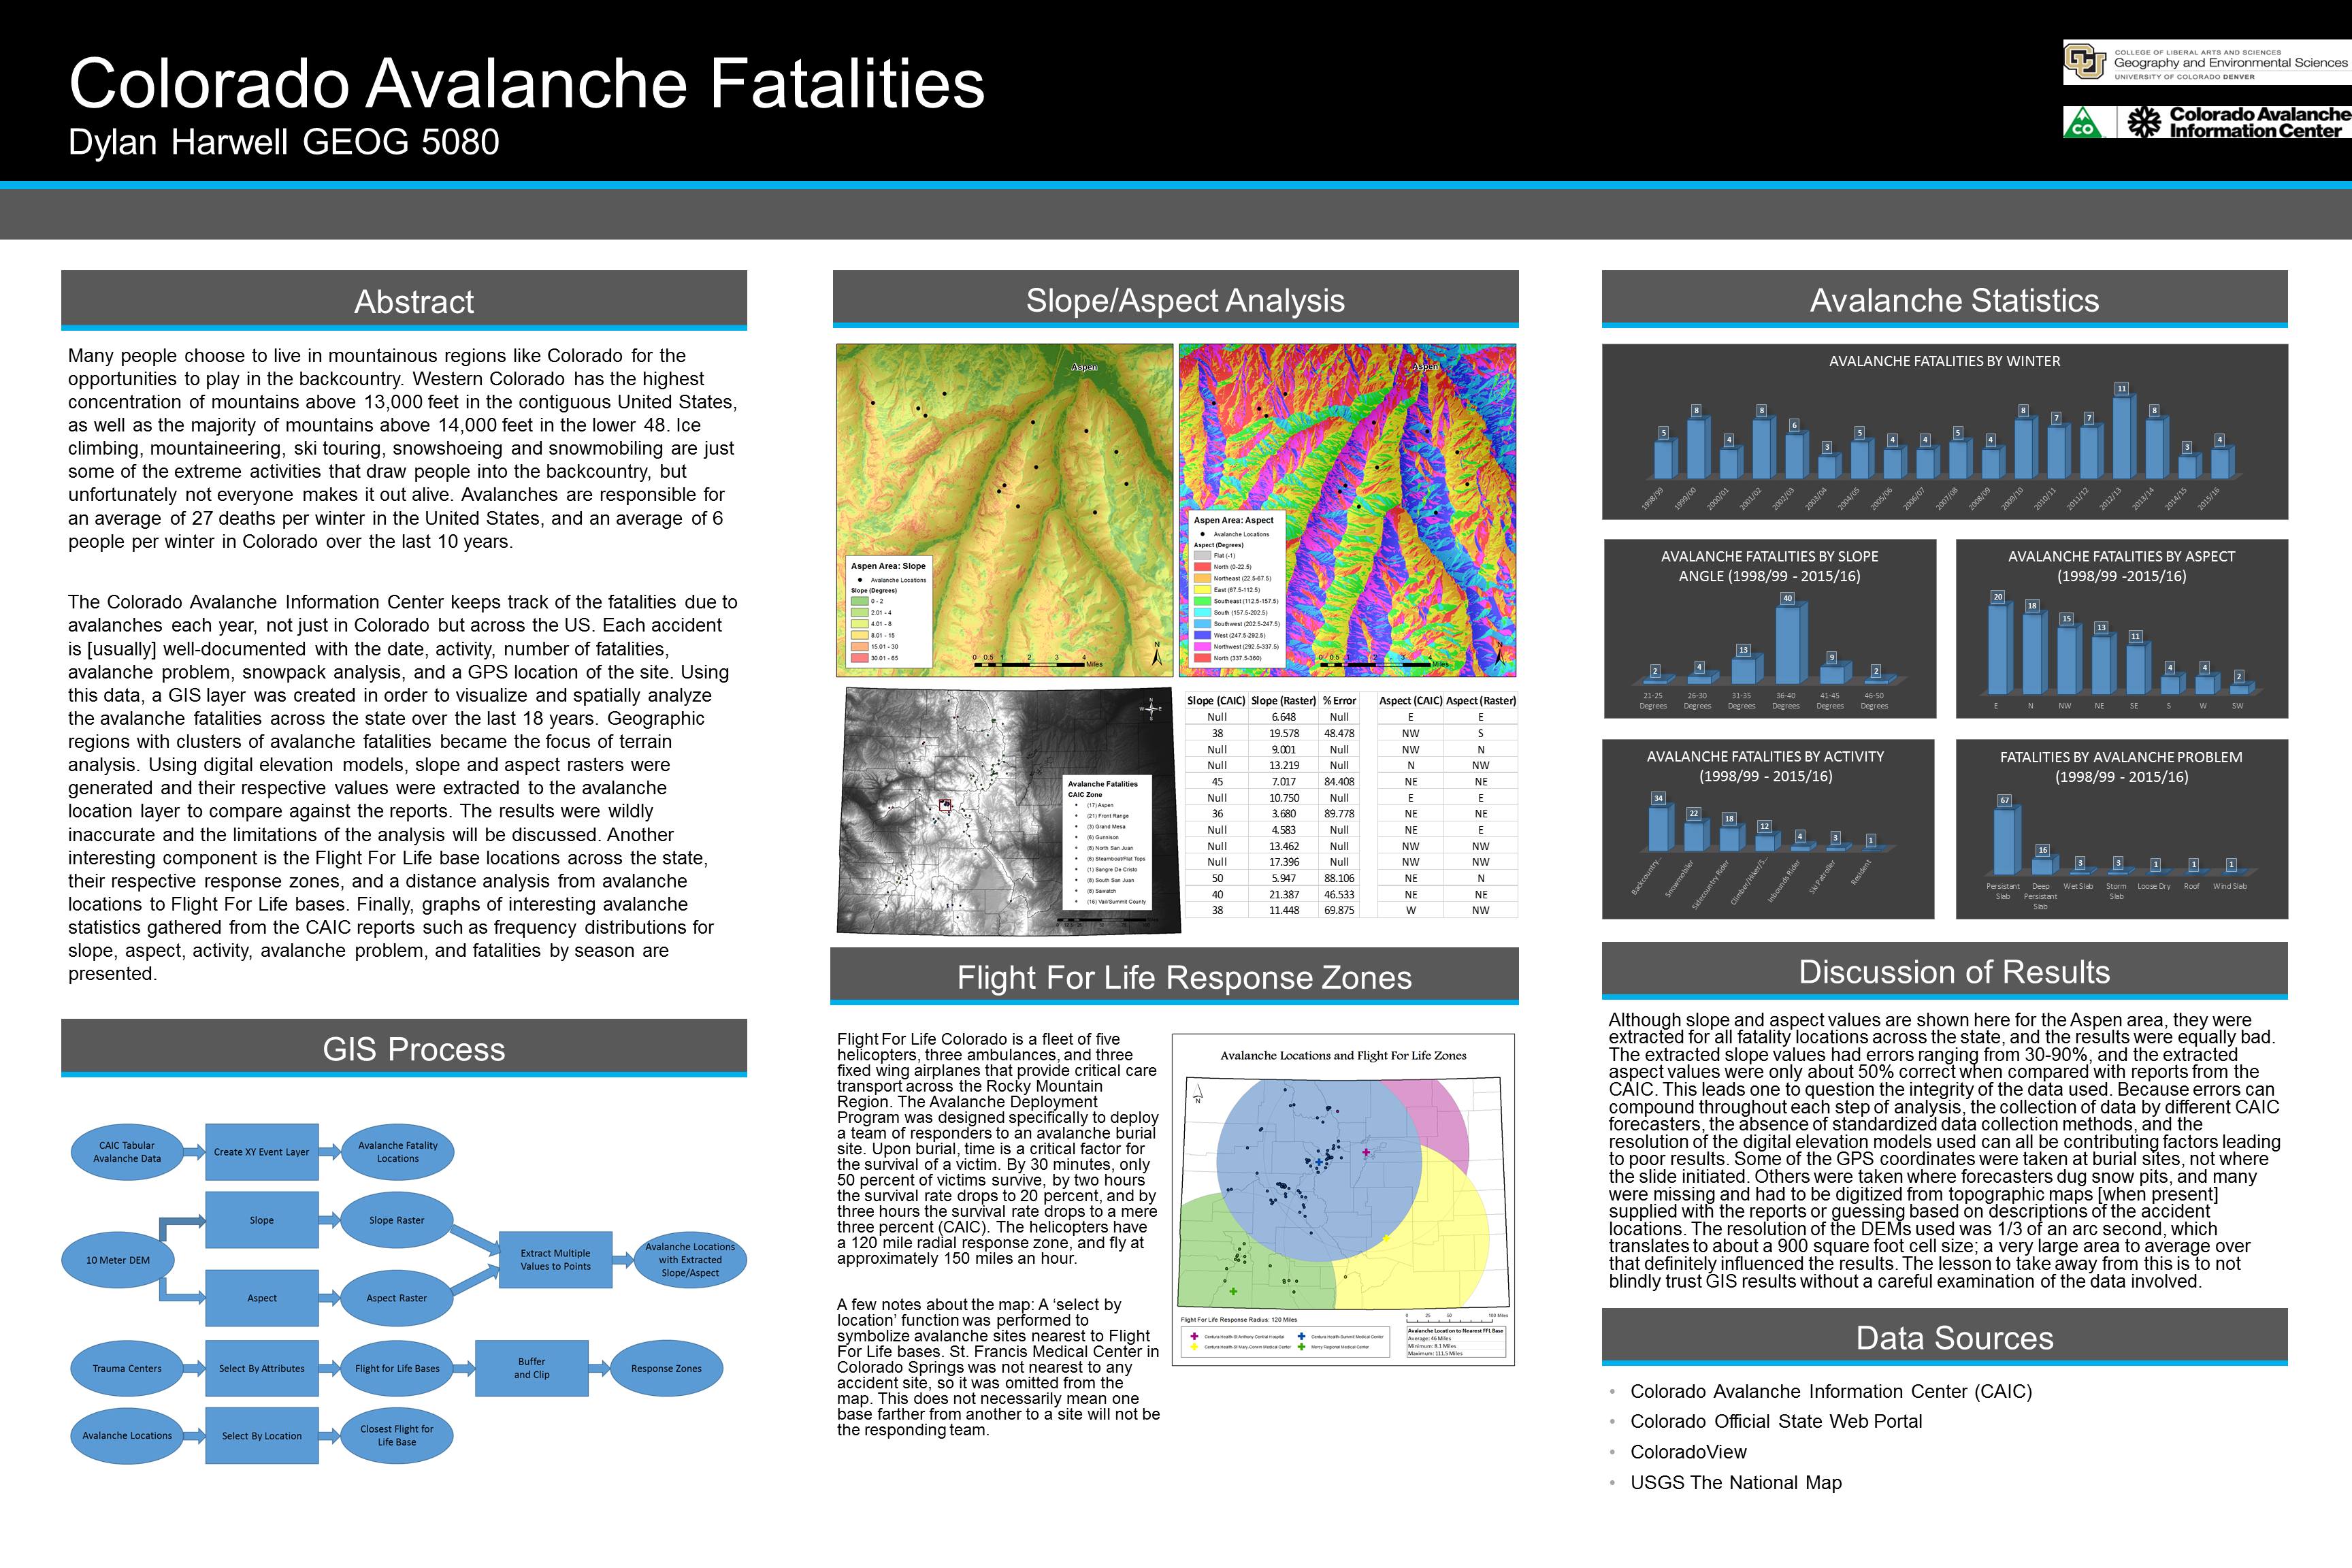 Colorado Avalanche Fatalities
Dylan Harwell GEOG 5080
COLLEGE OF LIBERAL ARTS AND SCIENCES
Geography and Environmental Sciences
UNIVERSITY OF COLORADO DENVER
CO
Colorado Avalanche
Information Center
Abstract
Many people choose to live in mountainous regions like Colorado for the
opportunities to play in the backcountry. Western Colorado has the highest
concentration of mountains above 13,000 feet in the contiguous United States,
as well as the majority of mountains above 14,000 feet in the lower 48. Ice
climbing, mountaineering, ski touring, snowshoeing and snowmobiling are just
some of the extreme activities that draw people into the backcountry, but
unfortunately not everyone makes it out alive. Avalanches are responsible for
an average of 27 deaths per winter in the United States, and an average of 6
people per winter in Colorado over the last 10 years.
The Colorado Avalanche Information Center keeps track of the fatalities due to
avalanches each year, not just in Colorado but across the US. Each accident
is [usually] well-documented with the date, activity, number of fatalities,
avalanche problem, snowpack analysis, and a GPS location of the site. Using
this data, a GIS layer was created in order to visualize and spatially analyze
the avalanche fatalities across the state over the last 18 years. Geographic
regions with clusters of avalanche fatalities became the focus of terrain
analysis. Using digital elevation models, slope and aspect rasters were
generated and their respective values were extracted to the avalanche
location layer to compare against the reports. The results were wildly
inaccurate and the limitations of the analysis will be discussed. Another
interesting component is the Flight For Life base locations across the state,
their respective response zones, and a distance analysis from avalanche
locations to Flight For Life bases. Finally, graphs of interesting avalanche
statistics gathered from the CAIC reports such as frequency distributions for
slope, aspect, activity, avalanche problem, and fatalities by season are
presented.
GIS Process
CAIC Tabular
Avalanche Data
Create XY Event Layer
Avalanche Fatality
Locations
10 Meter DEM
Slope
Slope Raster
Aspect
Aspect Raster
Extract Multiple
Values to Points
Avalanche Locations
with Extracted
Slope/Aspect
Trauma Centers
Select By Attributes
Flight for Life Bases
Buffer
and Clip
Response Zones
Avalanche Locations
Select By Location
Closest Flight for
Life Base
Slope/Aspect Analysis
Aspen
Aspen Area: Slope
Avalanche Locations
Slope (Degrees)
0 - 2
2.01 - 4
4.01 - 8
8.01 - 15
15.01 - 30
30.01 - 65
0 0.5 1 2 3 4
Miles
N
Aspen
Aspen Area: Aspect
Avalanche Locations
Aspect (Degrees)
Flat (-1)
North (0-22.5)
Northeast (22.5-67.5)
East (67.5-112.5)
Southeast (112.5-157.5)
South (157.5-202.5)
Southwest (202.5-247.5)
West (247.5-292.5)
Northwest (292.5-337.5)
North (337.5-360)
0 0.5 1 2 3 4
Miles
N
N
W E
S
Avalanche Fatalities
CAIC Zone
(17) Aspen
(21) Front Range
(3) Grand Mesa
(6) Gunnison
(8) North San Juan
(6) Steamboat/Flat Tops
(1) Sangre De Cristo
(8) South San Juan
(8) Sawatch
(16) Vail/Summit County
Slope (CAIC) Slope (Raster) % Error Aspect (CAIC) Aspect (Raster)
Null 6.648 Null E E
38 19.578 48.478 NW S
Null 9.001 Null NW N
Null 13.219 Null N NW
45 7.017 84.408 NE NE
Null 10.750 Null E E
36 3.680 89.778 NE NE
Null 4.583 Null NE E
Null 13.462 Null NW NW
Null 17.396 Null NW NW
50 5.947 88.106 NE N
40 21.387 46.533 NE NE
38 11.448 69.875 W NW
Flight For Life Response Zones
Flight For Life Colorado is a fleet of five
helicopters, three ambulances, and three
fixed wing airplanes that provide critical care
transport across the Rocky Mountain
Region. The Avalanche Deployment
Program was designed specifically to deploy
a team of responders to an avalanche burial
site. Upon burial, time is a critical factor for
the survival of a victim. By 30 minutes, only
50 percent of victims survive, by two hours
the survival rate drops to 20 percent, and by
three hours the survival rate drops to a mere
three percent (CAIC). The helicopters have
a 120 mile radial response zone, and fly at
approximately 150 miles an hour.
A few notes about the map: A ‘select by
location’ function was performed to
symbolize avalanche sites nearest to Flight
For Life bases. St. Francis Medical Center in
Colorado Springs was not nearest to any
accident site, so it was omitted from the
map. This does not necessarily mean one
base farther from another to a site will not be
the responding team.
Avalanche Locations and Flight For Life Zones
N
Flight For Life Response Radius: 120 Miles
0 25 50 100 Miles
Centura Health-St Anthony Central Hospital
Centura Health-Summit Medical Center
Centura Health-St Mary-Corwin Medical Center
Mercy Regional Medical Center
Avalanche Location to Nearest FFL Base
Average: 46 Miles
Minimum: 8.1 Miles
Maximum: 111.5 Miles
Avalanche Statistics
AVALANCHE FATALITIES BY WINTER
5 8 4 8 6 3 5 4 4 5 4 8 7 7 11 8 3 4
1998/99 1999/00 2000/01 2001/02 2002/03 2003/04 2004/05 2005/06 2006/07 2007/08 2008/09 2009/10 2010/11 2011/12 2012/13 2013/14 2014/15 2015/16
AVALANCHE FATALITIES BY SLOPE
ANGLE (1998/99 - 2015/16)
2 4 13 40 9 2
21-25 26-30 31-35 36-40 41-45 46-50
Degrees Degrees Degrees Degrees Degrees Degrees
AVALANCHE FATALITIES BY ASPECT
(1998/99 -2015/16)
20 18 15 13 11 4 4 2
E N NW NE SE S W SW
AVALANCHE FATALITIES BY ACTIVITY
(1998/99 - 2015/16)
34 22 18 12 4 3 1
Backcountry... Snowmobiler Sidecountry Rider Climber/Hiker/S... Inbounds Rider Ski Patroller Resident
FATALITIES BY AVALANCHE PROBLEM
(1998/99 - 2015/16)
67 16 3 3 1 1 1
Persistant Deep Wet Slab Storm Loose Dry Roof Wind Slab
Slab Persistant Slab
Slab
Discussion of Results
Although slope and aspect values are shown here for the Aspen area, they were
extracted for all fatality locations across the state, and the results were equally bad.
The extracted slope values had errors ranging from 30-90%, and the extracted
aspect values were only about 50% correct when compared with reports from the
CAIC. This leads one to question the integrity of the data used. Because errors can
compound throughout each step of analysis, the collection of data by different CAIC
forecasters, the absence of standardized data collection methods, and the
resolution of the digital elevation models used can all be contributing factors leading
to poor results. Some of the GPS coordinates were taken at burial sites, not where
the slide initiated. Others were taken where forecasters dug snow pits, and many
were missing and had to be digitized from topographic maps [when present]
supplied with the reports or guessing based on descriptions of the accident
locations. The resolution of the DEMs used was 1/3 of an arc second, which
translates to about a 900 square foot cell size; a very large area to average over
that definitely influenced the results. The lesson to take away from this is to not
blindly trust GIS results without a careful examination of the data involved.
Data Sources
• Colorado Avalanche Information Center (CAIC)
• Colorado Official State Web Portal
• ColoradoView
• USGS The National Map